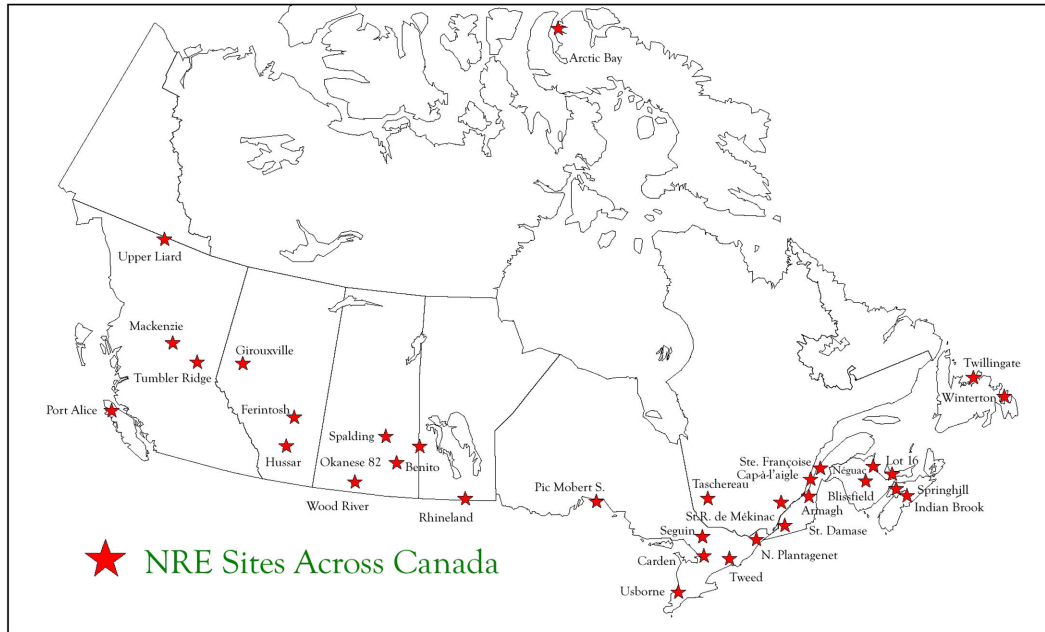 Arctic Bay
Upper Liard
Mackenzie
Girouxville
Tumbler Ridge
Twillingate
Winterton
Port Alice
Ferintosh
Spalding
Hussar
Okanese 82
Benito
Wood River
Rhineland
Pic Mobert S.
Taschereau
Ste. Françoise
Cap-à-l'aigle
Néguac
Lot 16
Blissfield
Springhill
Indian Brook
Armagh
St.R. de Mékinac
St. Damase
Seguin
N. Plantagenet
Carden
Tweed
Usborne
NRE Sites Across Canada